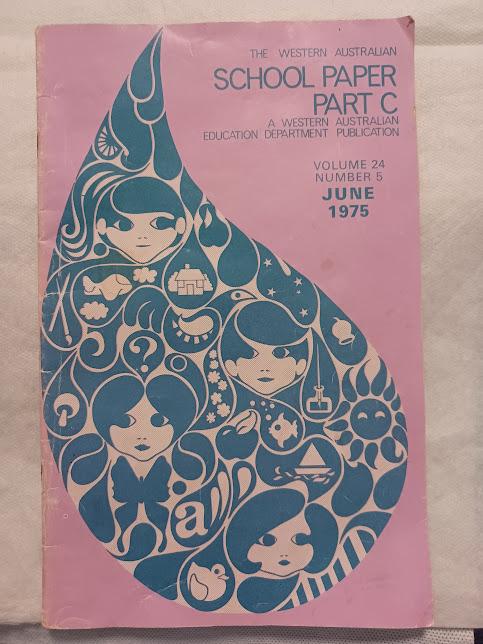 THE WESTERN AUSTRALIAN
SCHOOL PAPER
PART C
A WESTERN AUSTRALIAN
EDUCATION DEPARTMENT PUBLICATION
VOLUME 24
NUMBER 5
JUNE
1975
?
a